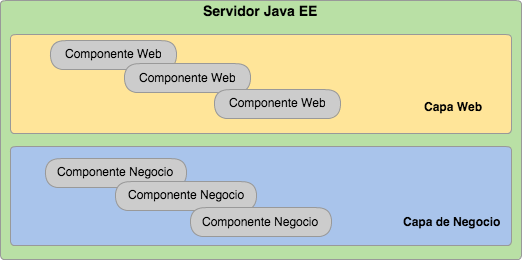 Servidor Java EE
Componente Web
Componente Web
Componente Web
Capa Web
Componente Negocio
Componente Negocio
Componente Negocio
Capa de Negocio